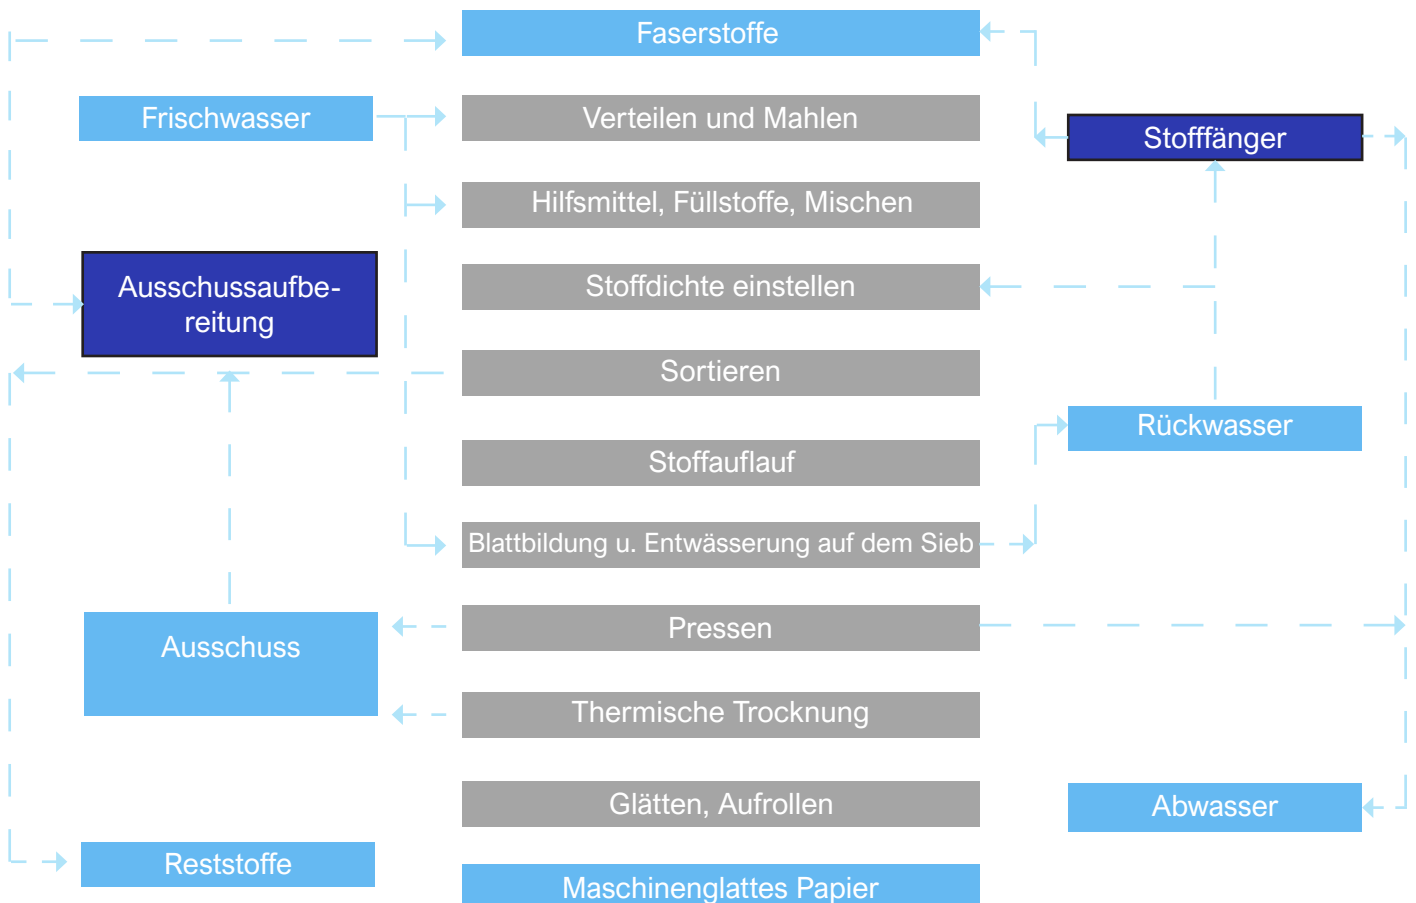 Faserstoffe
Frischwasser
Verteilen und Mahlen
Stofffänger
Hilfsmittel, Füllstoffe, Mischen
Ausschussaufbe-
reitung
Stoffdichte einstellen
Sortieren
Rückwasser
Stoffauflauf
Blattbildung u. Entwässerung auf dem Sieb
Ausschuss
Pressen
Thermische Trocknung
Glätten, Aufrollen
Abwasser
Reststoffe
Maschinenglattes Papier